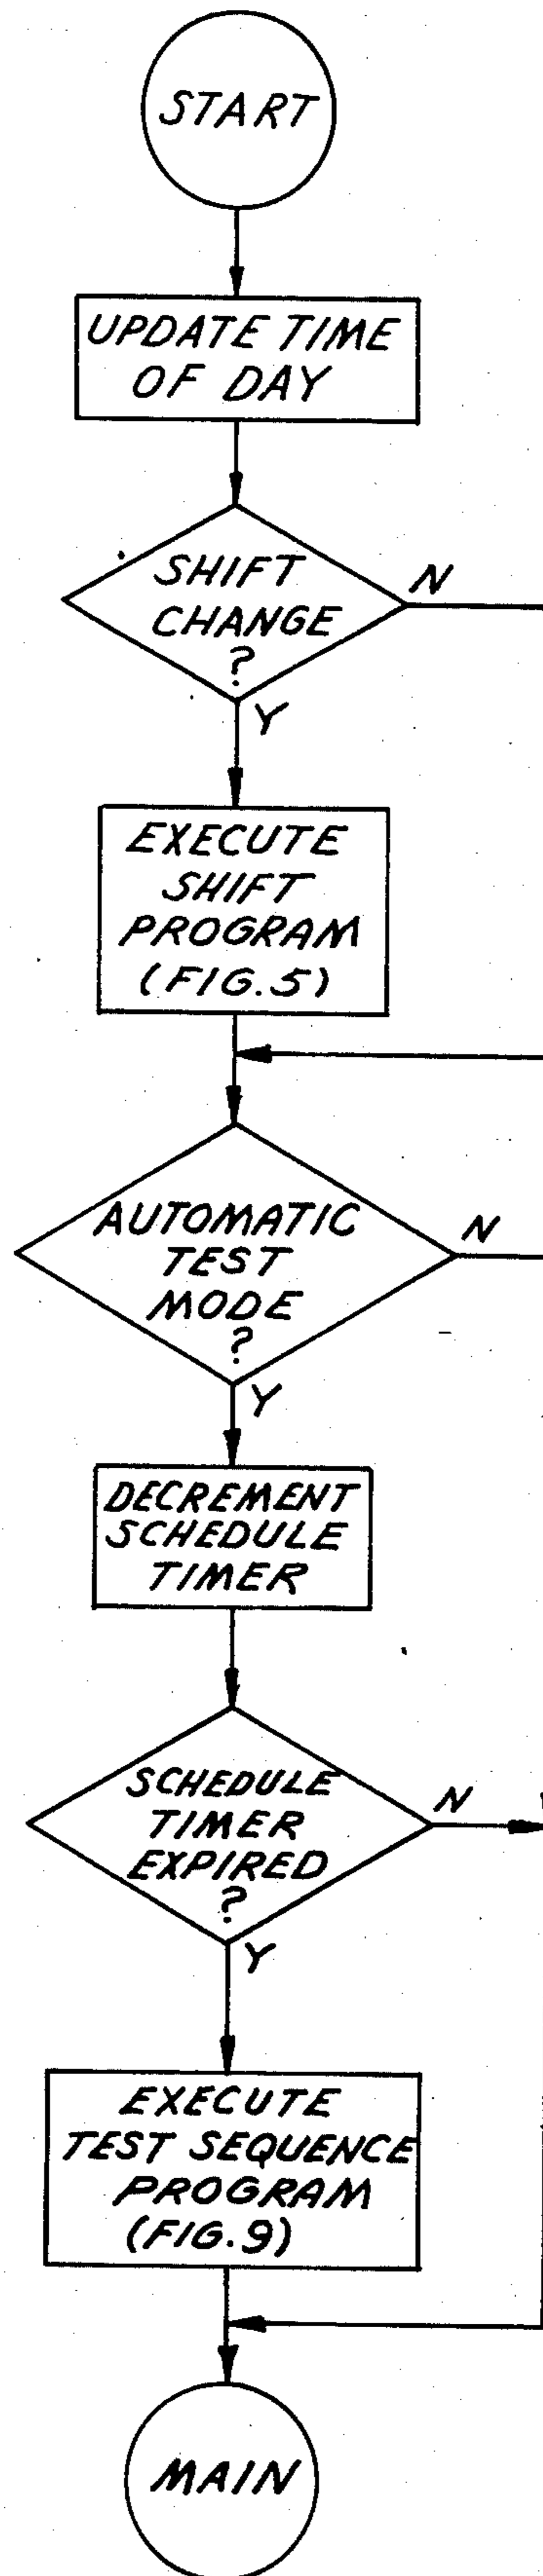 START
UPDATE TIME
OF DAY
SHIFT
CHANGE
?
N
Y
EXECUTE
SHIFT
PROGRAM
(FIG.5)
AUTOMATIC
TEST
MODE
?
N
Y
DECREMENT
SCHEDULE
TIMER
SCHEDULE
TIMER
EXPIRED
?
N
Y
EXECUTE
TEST SEQUENCE
PROGRAM
(FIG.9)
MAIN